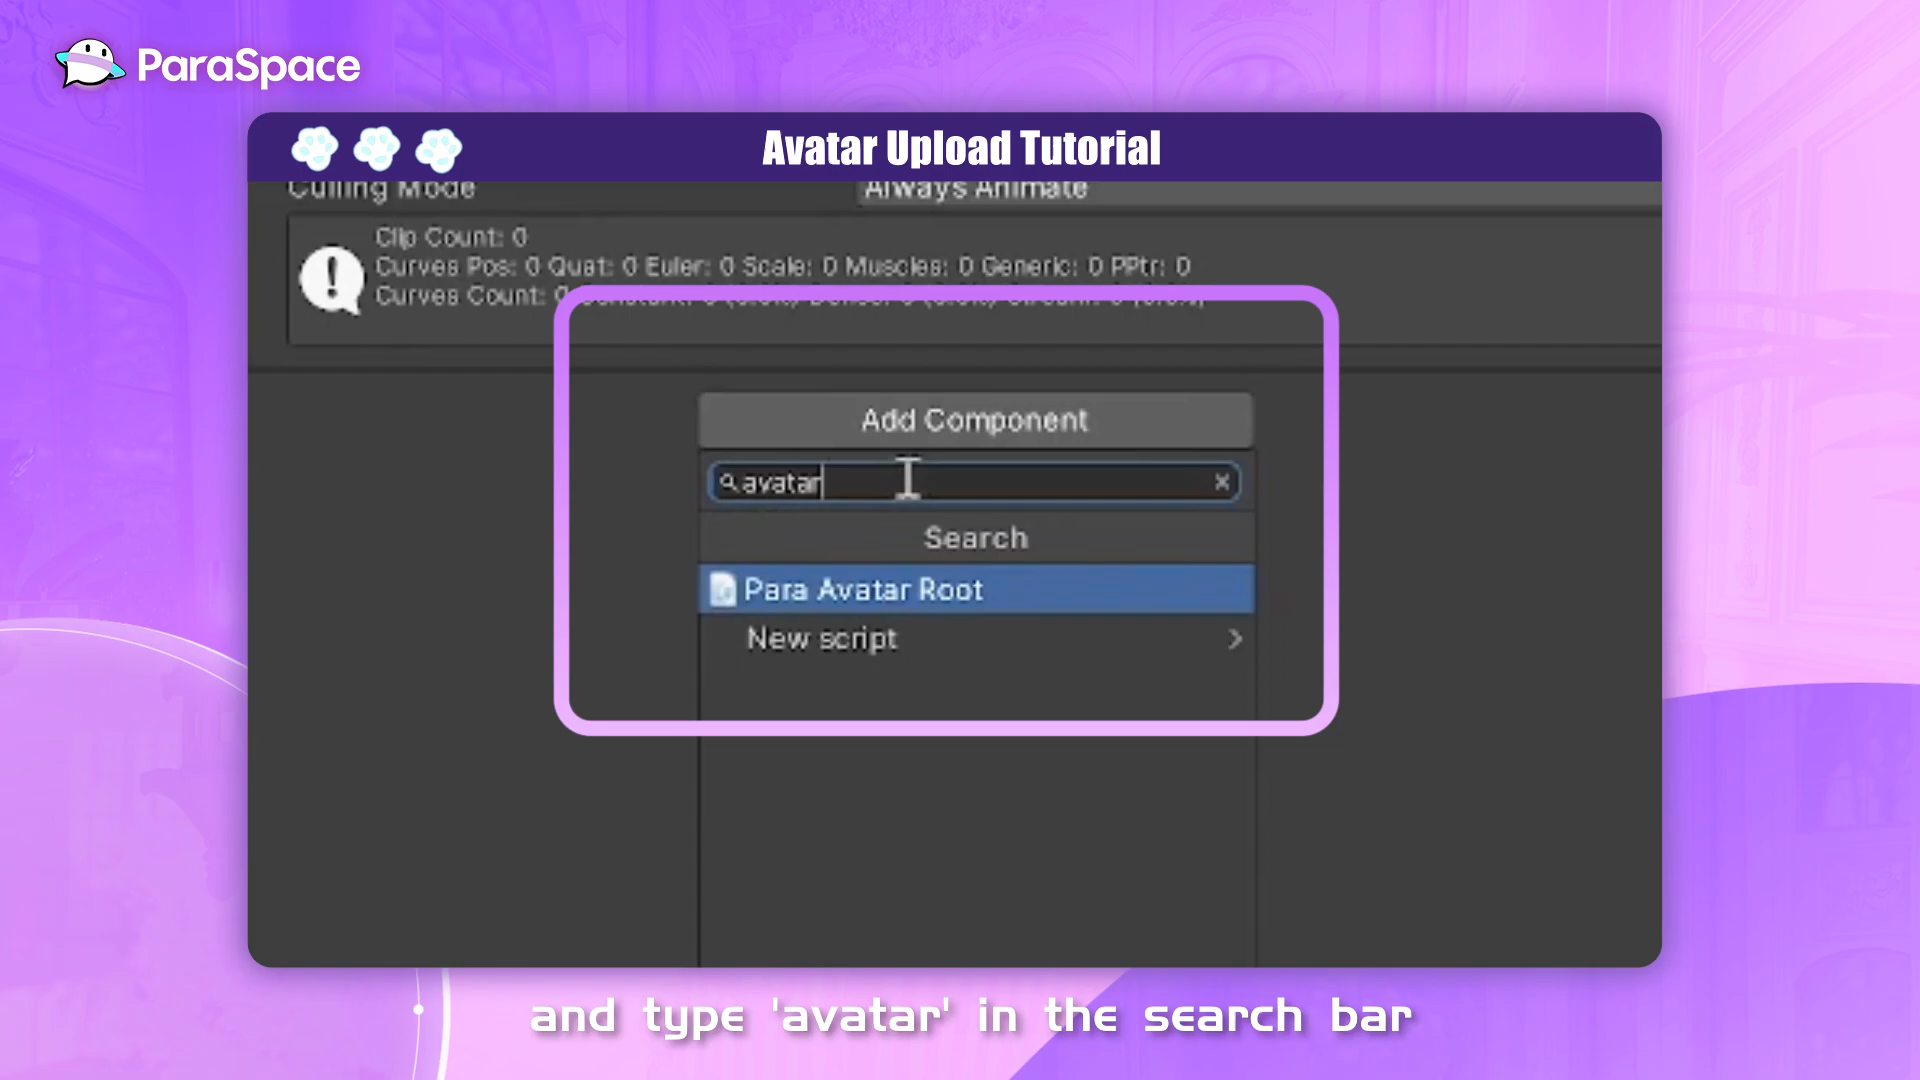 ParaSpace
Avatar Upload Tutorial
Culling Mode Always Animate
Clip Count: 0
Curves Pos: 0 Quat: 0 Euler: 0 Scale: 0 Muscles: 0 Generic: 0 PPtr: 0
Curves Count: 0
Add Component
avatar
Search
Para Avatar Root
New script
and type 'avatar' in the search bar